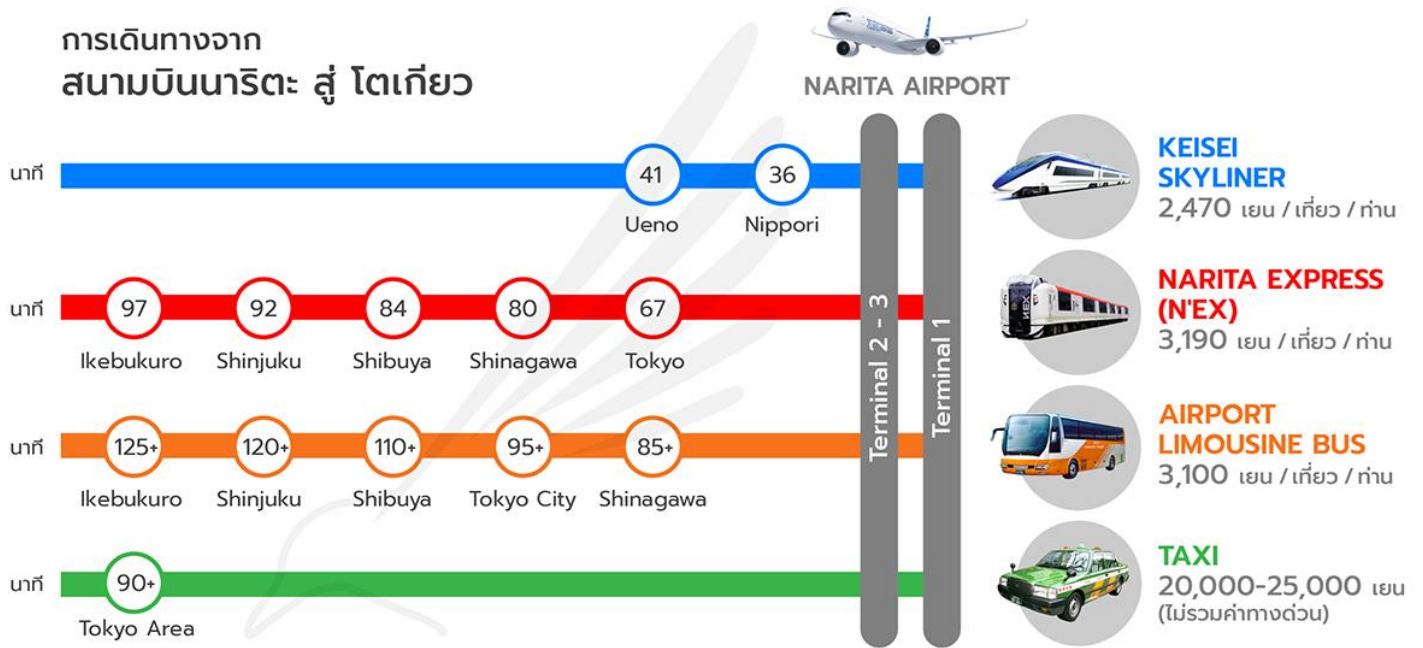 การเดินทางจาก
สนามบินนาริตะ สู่ โตเกียว
NARITA AIRPORT
Terminal 2 - 3
Terminal 1
นาที
41
36
Ueno
Nippori
KEISEI
SKYLINER
2,470 เยน / เที่ยว / ท่าน
นาที
97
92
84
80
67
Ikebukuro
Shinjuku
Shibuya
Shinagawa
Tokyo
NARITA EXPRESS
(N'EX)
3,190 เยน / เที่ยว / ท่าน
นาที
125+
120+
110+
95+
85+
Ikebukuro
Shinjuku
Shibuya
Tokyo City
Shinagawa
AIRPORT
LIMOUSINE BUS
3,100 เยน / เที่ยว / ท่าน
นาที
90+
Tokyo Area
TAXI
20,000-25,000 เยน
(ไม่รวมค่าทางด่วน)